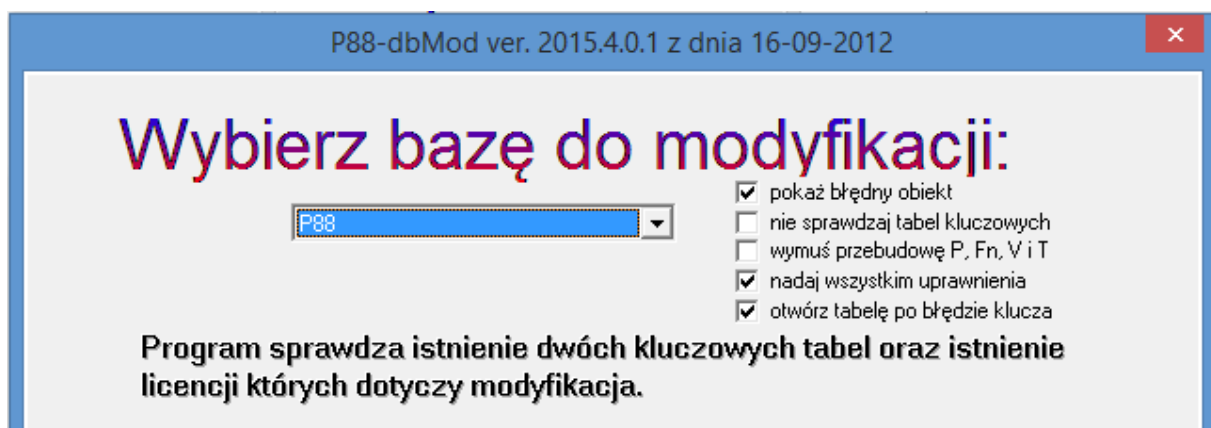 P88-dbMod ver. 2015.4.0.1 z dnia 16-09-2012
Wybierz bazę do modyfikacji:
P88
pokaż błędny obiekt
nie sprawdzaj tabel kluczowych
wymuś przebudowę P, Fn, V i T
nadaj wszystkim uprawnienia
otwórz tabelę po błędzie klucza
Program sprawdza istnienie dwóch kluczowych tabel oraz istnienie
licencji których dotyczy modyfikacja.